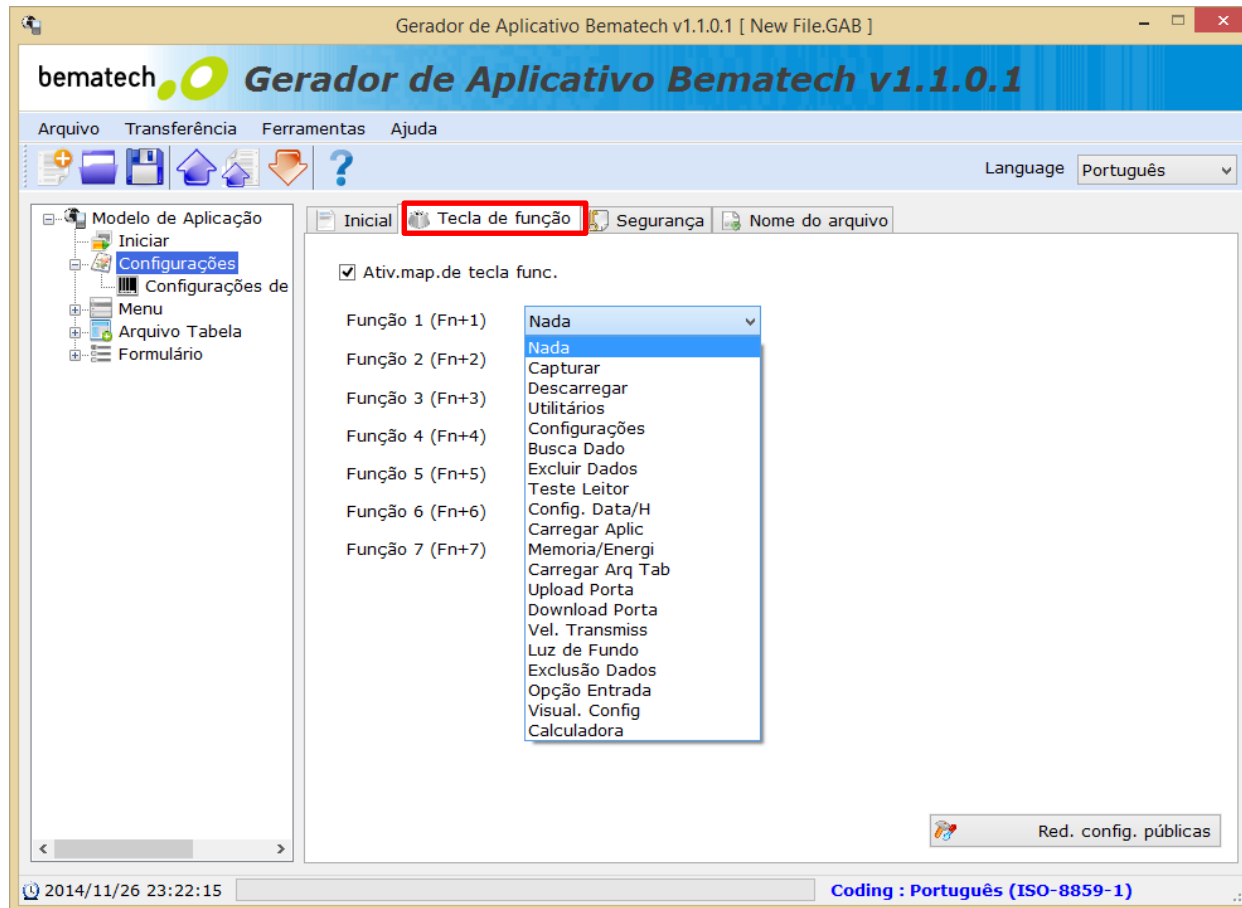 Gerador de Aplicativo Bematech v1.1.0.1 [ New File.GAB ]
bematech Gerador de Aplicativo Bematech v1.1.0.1
Arquivo Transferência Ferramentas Ajuda
Language Português
Modelo de Aplicação
Iniciar
Configurações
Configurações de
Menu
Arquivo Tabela
Formulário
Inicial Tecla de função Segurança Nome do arquivo
Ativ.map.de tecla func.
Função 1 (Fn+1) Nada
Função 2 (Fn+2)
Função 3 (Fn+3)
Função 4 (Fn+4)
Função 5 (Fn+5)
Função 6 (Fn+6)
Função 7 (Fn+7)
Nada
Capturar
Descarregar
Utilitários
Configurações
Busca Dado
Excluir Dados
Teste Leitor
Config. Data/H
Carregar Aplic
Memoria/Energi
Carregar Arq Tab
Upload Porta
Download Porta
Vel. Transmiss
Luz de Fundo
Exclusão Dados
Opção Entrada
Visual. Config
Calculadora
Red. config. públicas
2014/11/26 23:22:15 Coding : Português (ISO-8859-1)